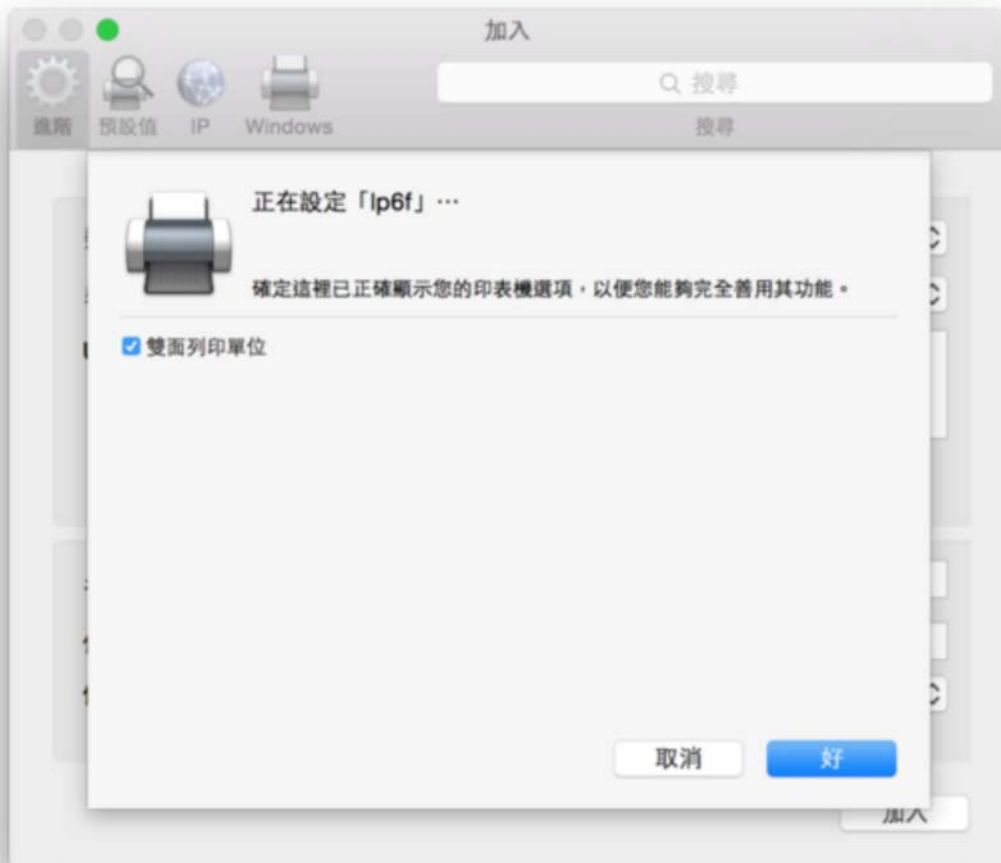 加入
搜尋
進階 預設值 IP Windows 搜尋
正在設定「lp6f」…
確定這裡已正確顯示您的印表機選項，以便您能夠完全善用其功能。
雙面列印單位
取消 好
加入